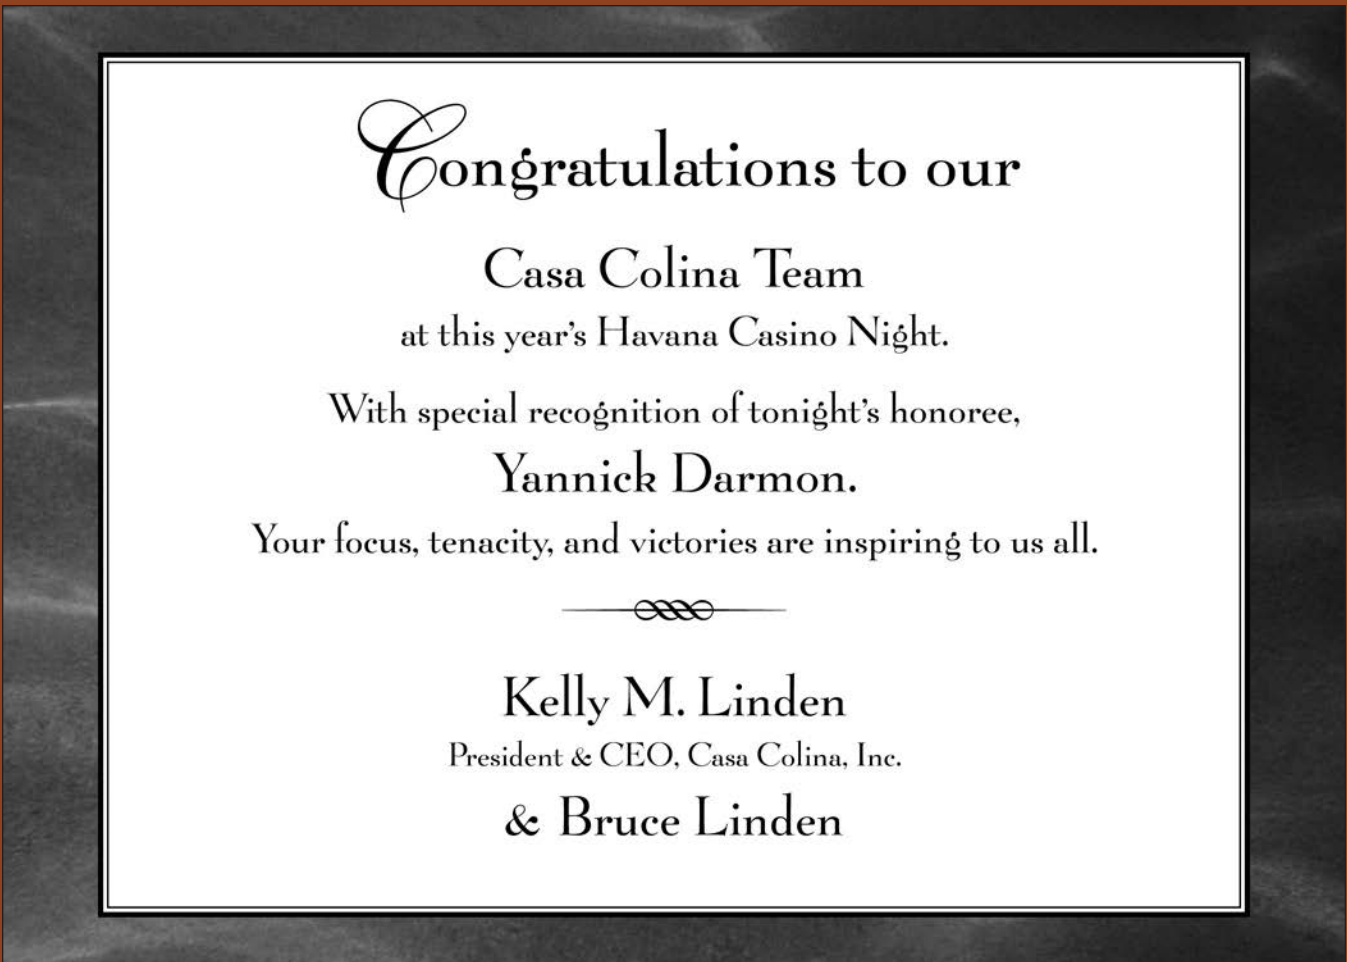 Congratulations to our
Casa Colina Team
at this year's Havana Casino Night.
With special recognition of tonight's honoree,
Yannick Darmon.
Your focus, tenacity, and victories are inspiring to us all.
Kelly M. Linden
President & CEO, Casa Colina, Inc.
& Bruce Linden